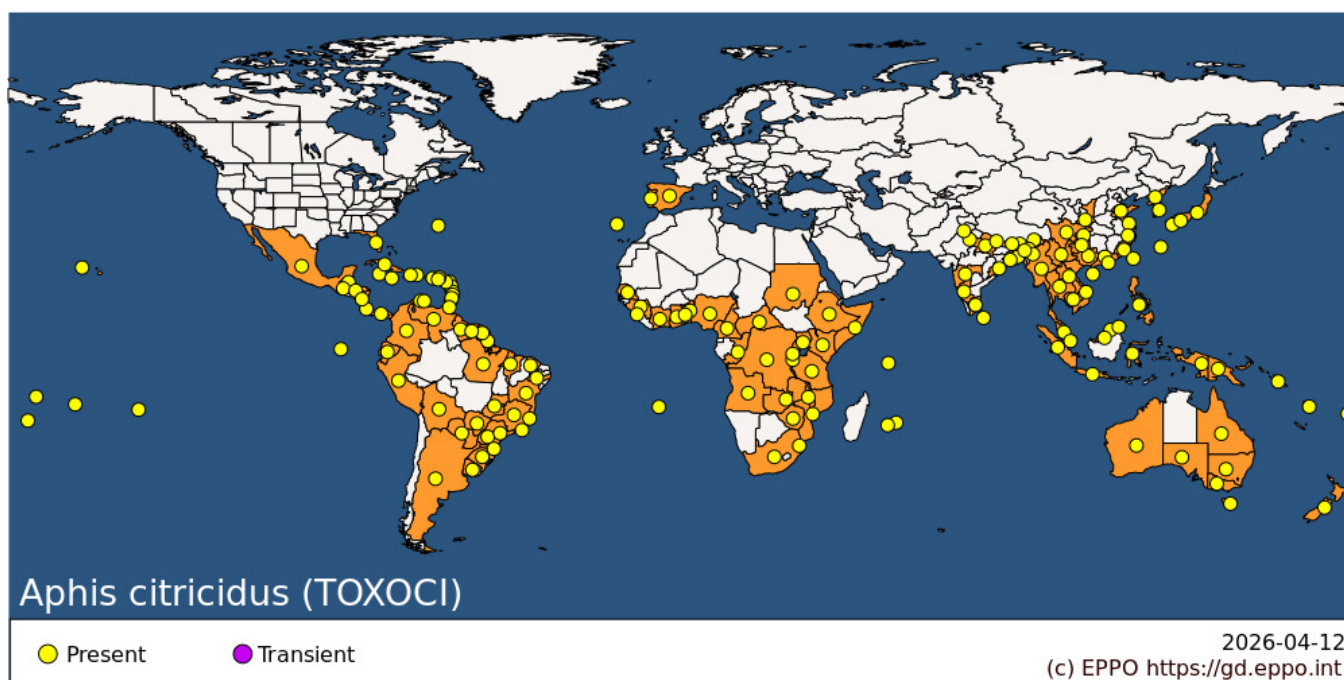 Aphis citricidus (TOXOCI)
Present
Transient
2026-04-12
(c) EPPO https://gd.eppo.int